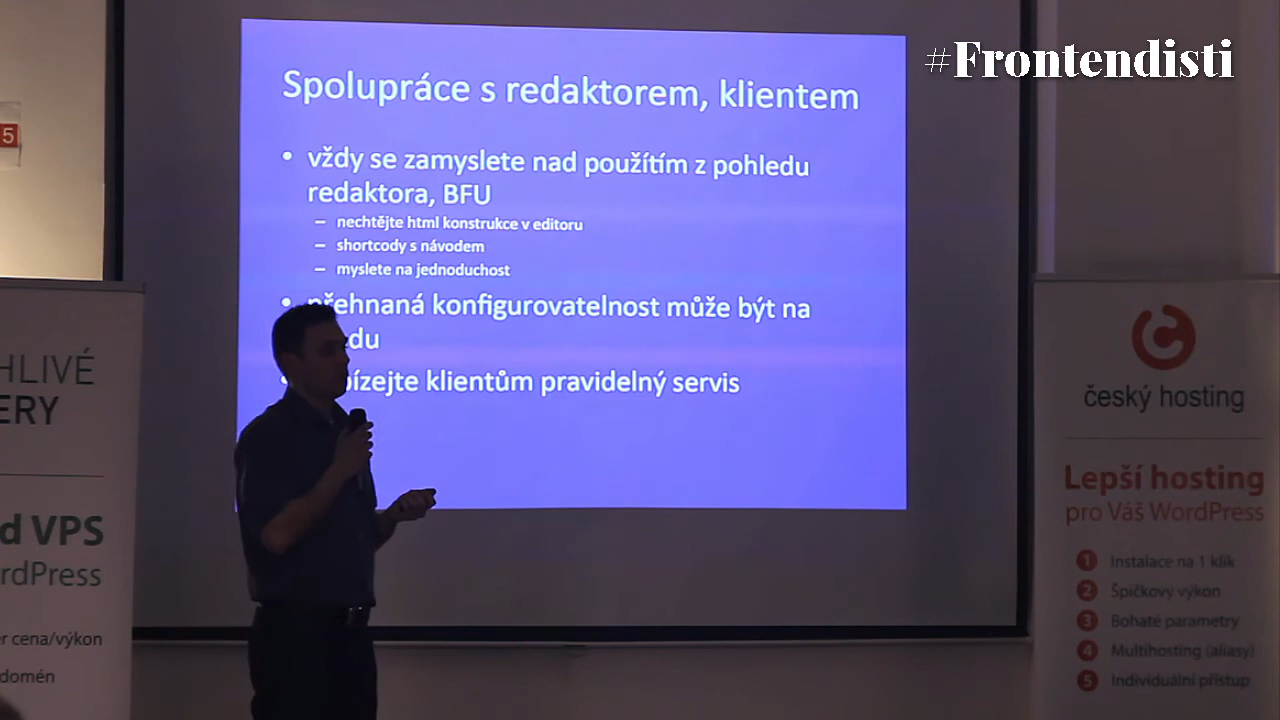 #Frontendisti
Spolupráce s redaktorem, klientem
• vždy se zamyslete nad použítím z pohledu
redaktora, BFU
– nechtějte html konstrukce v editoru
– shortcody s návodem
– myslete na jednoduchost
• přehnaná konfigurovatelnost může být na
du
• ízejte klientům pravidelný servis
5
HLIVÉ
ERY
d VPS
rdPress
r cena/výkon
domén
český hosting
Lepší hosting
pro Váš WordPress
1 Instalace na 1 klik
2 Špičkový výkon
3 Bohaté parametry
4 Multihosting (aliasy)
5 Individuální přístup